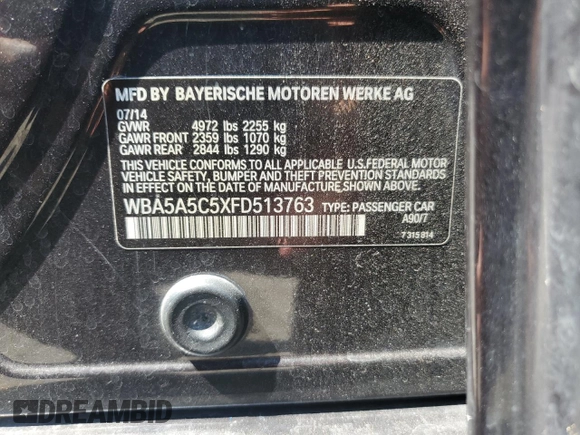 MFD BY BAYERISCHE MOTOREN WERKE AG
07/14
GVWR 4972 lbs 2255 kg
GAWR FRONT 2359 lbs 1070 kg
GAWR REAR 2844 lbs 1290 kg
THIS VEHICLE CONFORMS TO ALL APPLICABLE U.S.FEDERAL MOTOR
VEHICLE SAFETY, BUMPER AND THEFT PREVENTION STANDARDS
IN EFFECT ON THE DATE OF MANUFACTURE SHOWN ABOVE.
WBA5A5C5XFD513763 TYPE: PASSENGER CAR
A90/7
7315814
DREAMBID